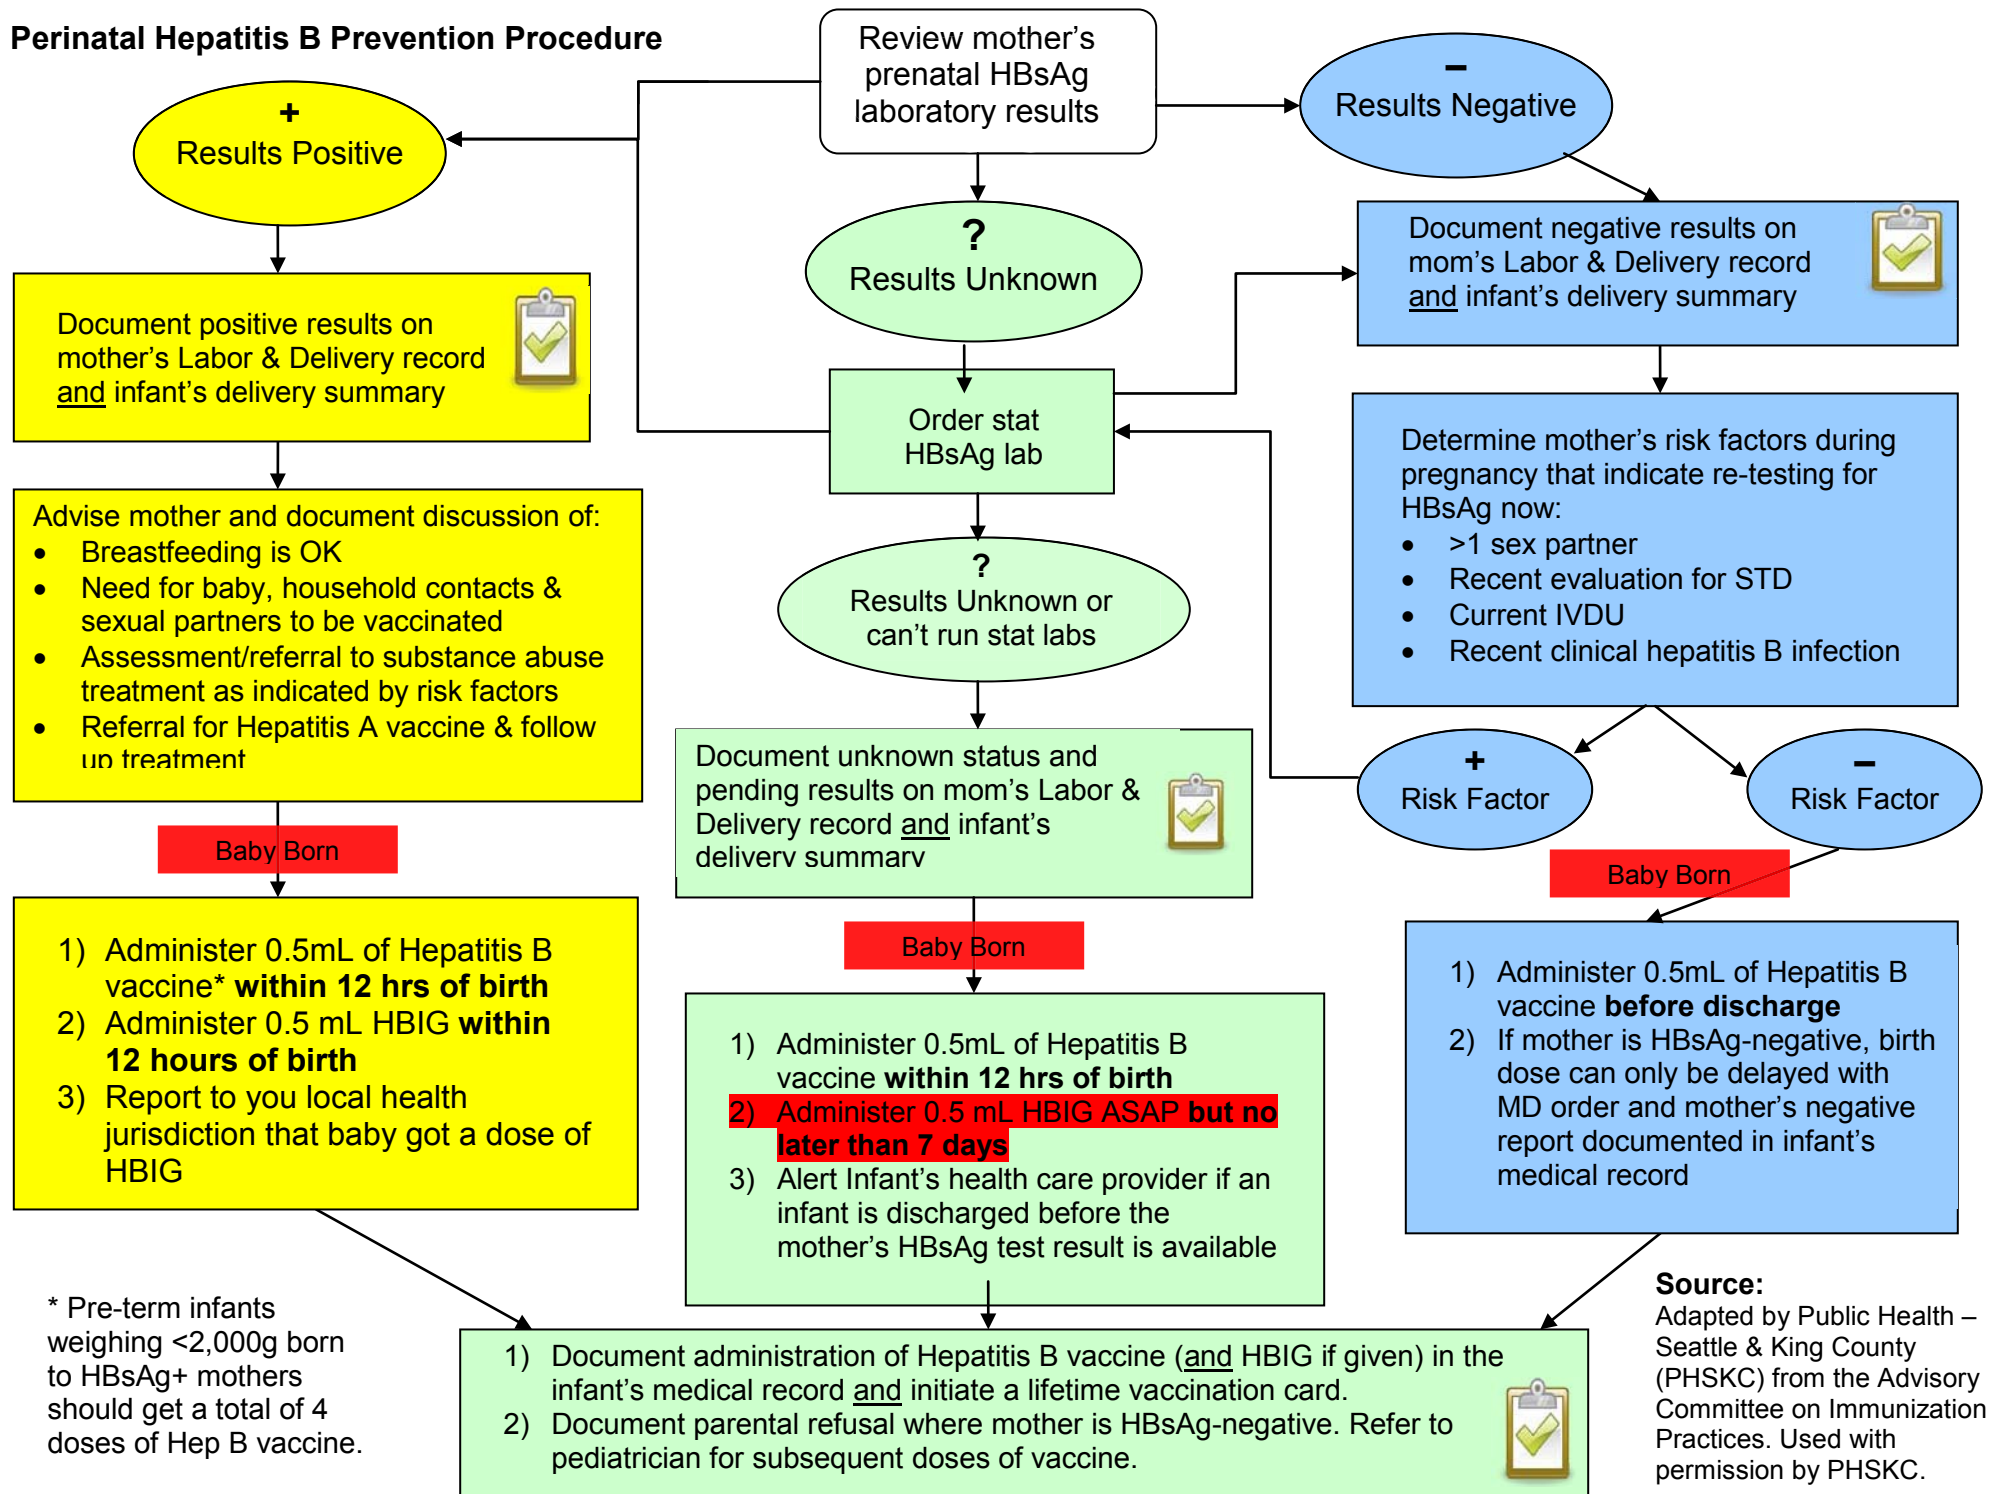 Perinatal Hepatitis B Prevention Procedure
Review mother's
prenatal HBsAg
laboratory results
+
Results Positive
Document positive results on
mother's Labor & Delivery record
and infant's delivery summary
Advise mother and document discussion of:
• Breastfeeding is OK
• Need for baby, household contacts &
sexual partners to be vaccinated
• Assessment/referral to substance abuse
treatment as indicated by risk factors
• Referral for Hepatitis A vaccine & follow
up treatment
Baby Born
1) Administer 0.5mL of Hepatitis B
vaccine* within 12 hrs of birth
2) Administer 0.5 mL HBIG within
12 hours of birth
3) Report to you local health
jurisdiction that baby got a dose of
HBIG
* Pre-term infants
weighing <2,000g born
to HBsAg+ mothers
should get a total of 4
doses of Hep B vaccine.
?
Results Unknown
Order stat
HBsAg lab
?
Results Unknown or
can't run stat labs
Document unknown status and
pending results on mom's Labor &
Delivery record and infant's
delivery summary
Baby Born
1) Administer 0.5mL of Hepatitis B
vaccine within 12 hrs of birth
2) Administer 0.5 mL HBIG ASAP but no
later than 7 days
3) Alert Infant's health care provider if an
infant is discharged before the
mother's HBsAg test result is available
–
Results Negative
Document negative results on
mom's Labor & Delivery record
and infant's delivery summary
Determine mother's risk factors during
pregnancy that indicate re-testing for
HBsAg now:
• >1 sex partner
• Recent evaluation for STD
• Current IVDU
• Recent clinical hepatitis B infection
+
Risk Factor
–
Risk Factor
Baby Born
1) Administer 0.5mL of Hepatitis B
vaccine before discharge
2) If mother is HBsAg-negative, birth
dose can only be delayed with
MD order and mother's negative
report documented in infant's
medical record
1) Document administration of Hepatitis B vaccine (and HBIG if given) in the
infant's medical record and initiate a lifetime vaccination card.
2) Document parental refusal where mother is HBsAg-negative. Refer to
pediatrician for subsequent doses of vaccine.
Source:
Adapted by Public Health –
Seattle & King County
(PHSKC) from the Advisory
Committee on Immunization
Practices. Used with
permission by PHSKC.